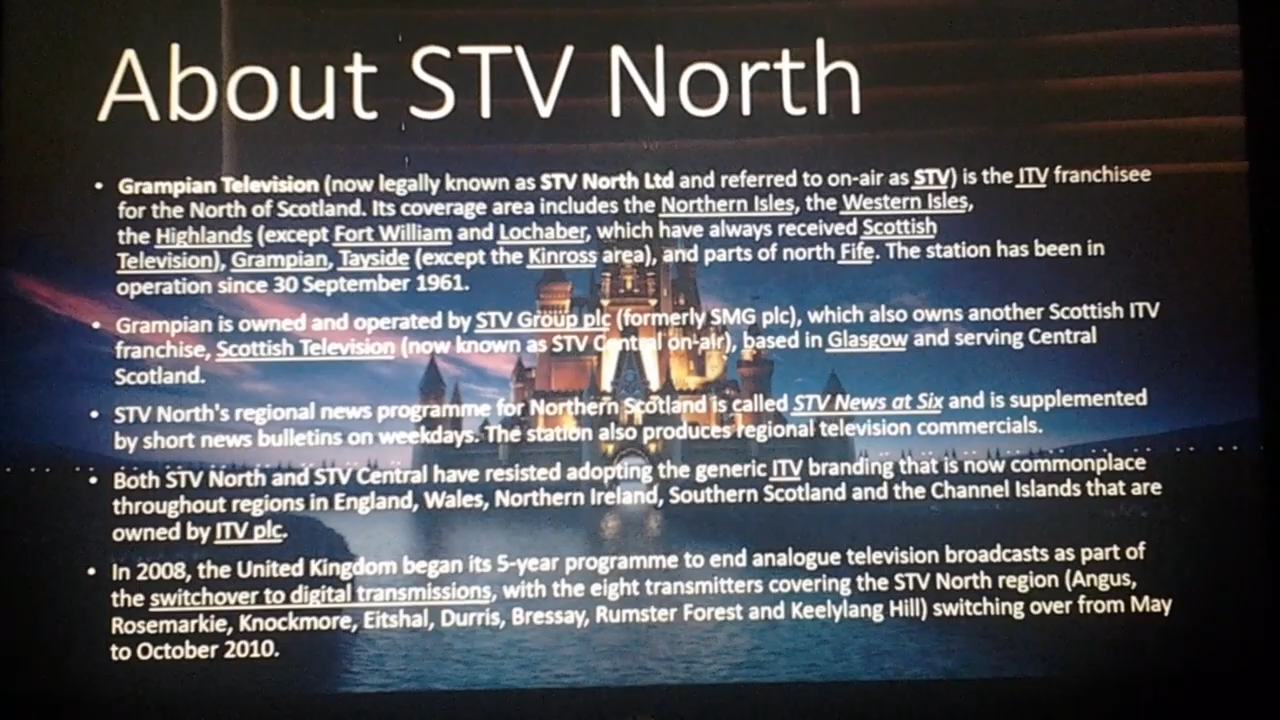 About STV North
• Grampian Television (now legally known as STV North Ltd and referred to on-air as STV) is the ITV franchisee
for the North of Scotland. Its coverage area includes the Northern Isles, the Western Isles,
the Highlands (except Fort William and Lochaber, which have always received Scottish
Television), Grampian, Tayside (except the Kinross area), and parts of north Fife. The station has been in
operation since 30 September 1961.
• Grampian is owned and operated by STV Group plc (formerly SMG plc), which also owns another Scottish ITV
franchise, Scottish Television (now known as STV Central on-air), based in Glasgow and serving Central
Scotland.
• STV North's regional news programme for Northern Scotland is called STV News at Six and is supplemented
by short news bulletins on weekdays. The station also produces regional television commercials.
• Both STV North and STV Central have resisted adopting the generic ITV branding that is now commonplace
throughout regions in England, Wales, Northern Ireland, Southern Scotland and the Channel Islands that are
owned by ITV plc.
• In 2008, the United Kingdom began its 5-year programme to end analogue television broadcasts as part of
the switchover to digital transmissions, with the eight transmitters covering the STV North region (Angus,
Rosemarkie, Knockmore, Eitshal, Durris, Bressay, Rumster Forest and Keelylang Hill) switching over from May
to October 2010.